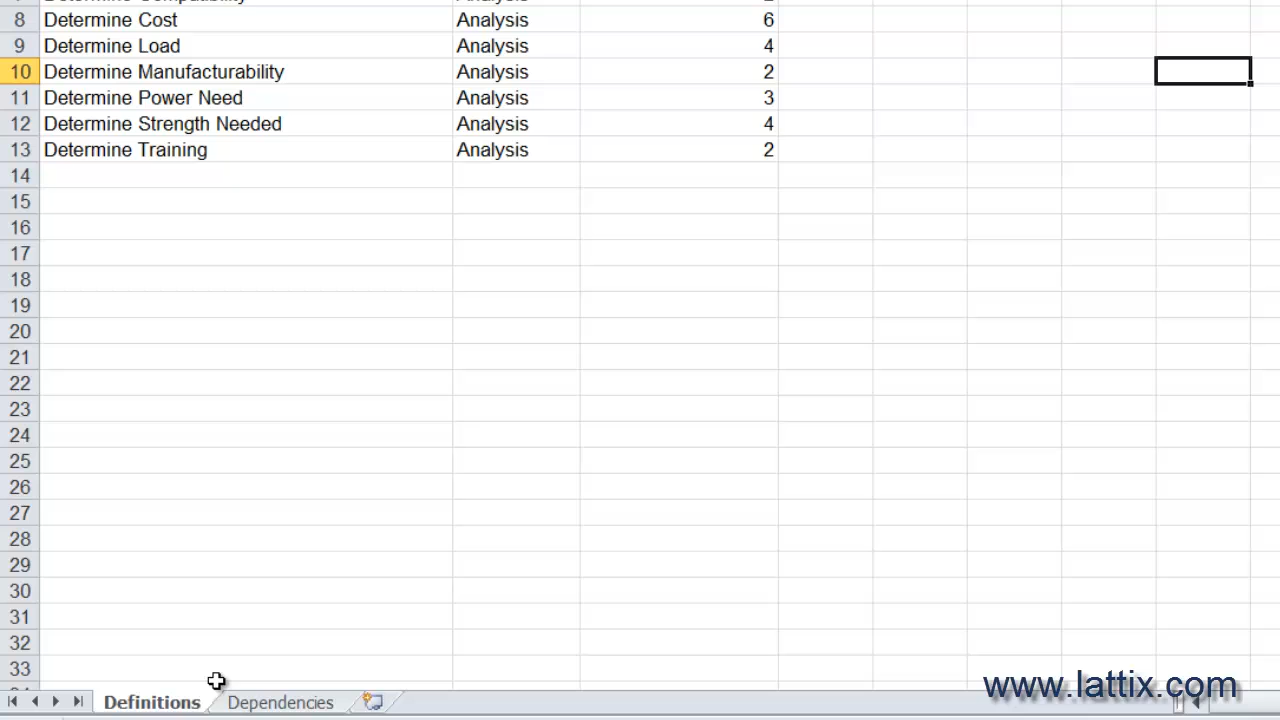 8 Determine Cost Analysis 6
9 Determine Load Analysis 4
10 Determine Manufacturability Analysis 2
11 Determine Power Need Analysis 3
12 Determine Strength Needed Analysis 4
13 Determine Training Analysis 2
14
15
16
17
18
19
20
21
22
23
24
25
26
27
28
29
30
31
32
33
Definitions Dependencies
www.lattix.com